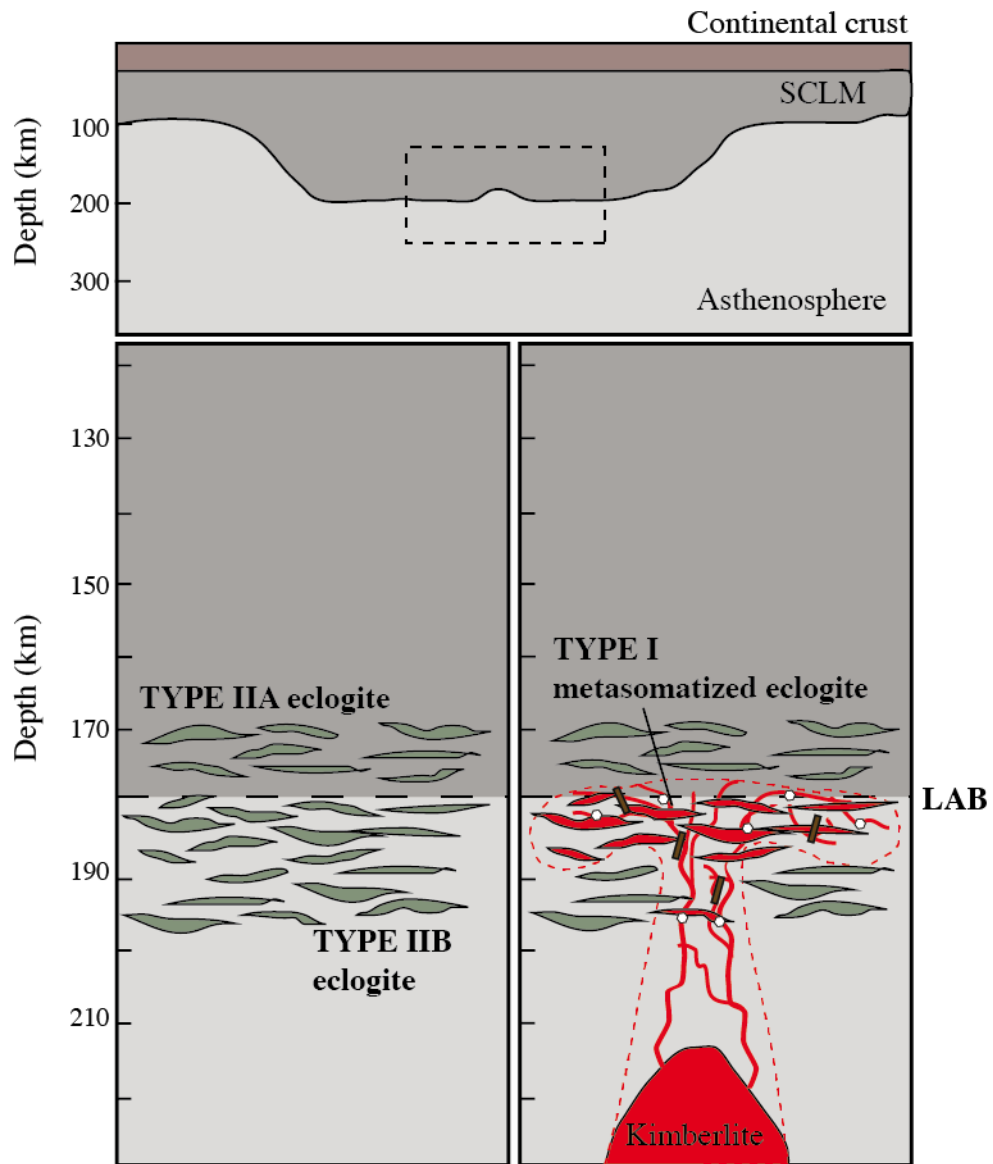 Continental crust
SCLM
Depth (km)
100
200
300
Asthenosphere
Depth (km)
130
150
170
190
210
TYPE IIA eclogite
TYPE IIB
eclogite
TYPE I
metasomatized eclogite
LAB
Kimberlite